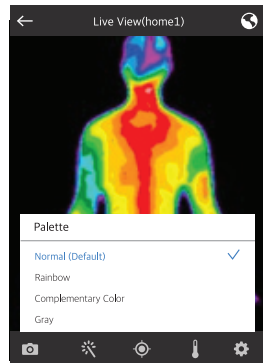 Live View(home1)
Palette
Normal (Default)
Rainbow
Complementary Color
Gray